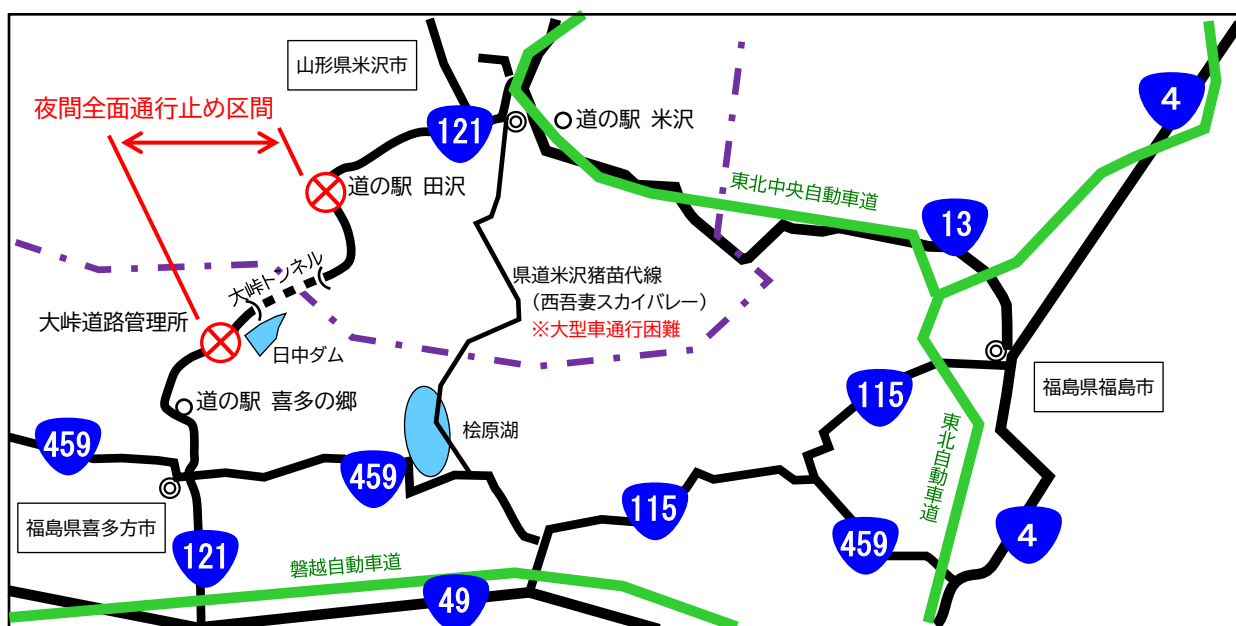 山形県米沢市
夜間全面通行止め区間
4
121
道の駅 米沢
道の駅 田沢
東北中央自動車道
13
大峠トンネル
県道米沢猪苗代線
（西吾妻スカイバレー）
※大型車通行困難
大峠道路管理所
日中ダム
福島県福島市
道の駅 喜多の郷
115
459
桧原湖
東北自動車道
459
115
福島県喜多方市
121
459
4
磐越自動車道
49